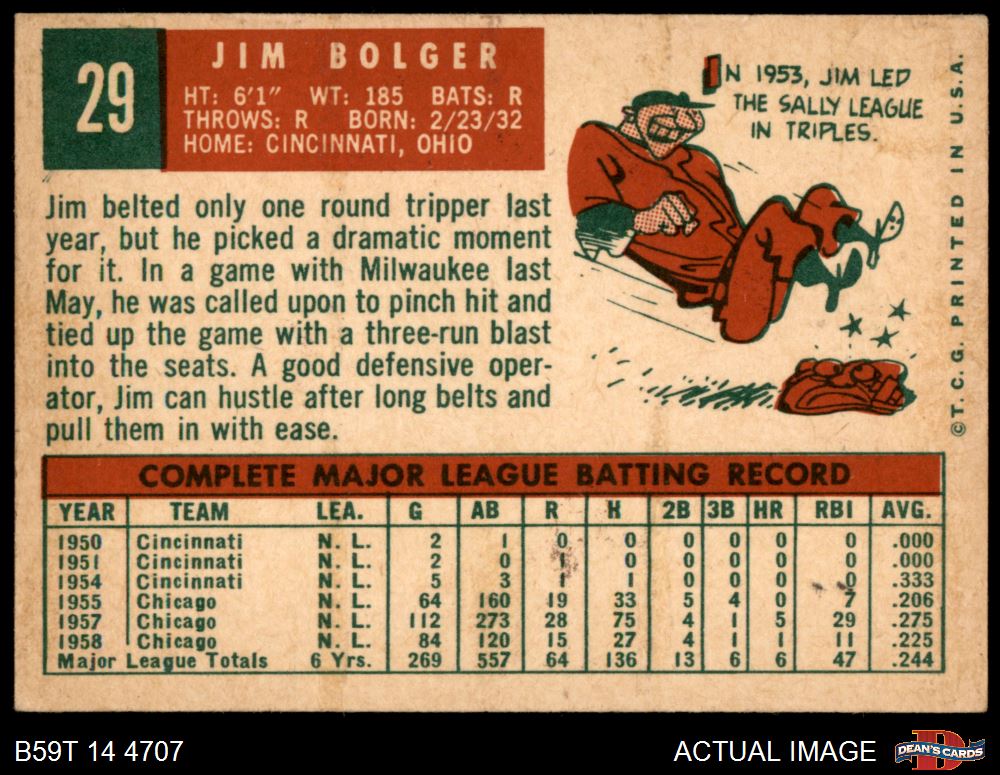 29
JIM BOLGER
HT: 6'1" WT: 185 BATS: R
THROWS: R BORN: 2/23/32
HOME: CINCINNATI, OHIO
IN 1953, JIM LED
THE SALLY LEAGUE
IN TRIPLES.
Jim belted only one round tripper last
year, but he picked a dramatic moment
for it. In a game with Milwaukee last
May, he was called upon to pinch hit and
tied up the game with a three-run blast
into the seats. A good defensive oper-
ator, Jim can hustle after long belts and
pull them in with ease.
©T. C. G. PRINTED IN U.S.A.
COMPLETE MAJOR LEAGUE BATTING RECORD
YEAR TEAM LEA. G AB R H 2B 3B HR RBI AVG.
1950 Cincinnati N. L. 2 1 0 0 0 0 0 0 .000
1951 Cincinnati N. L. 2 0 1 0 0 0 0 0 .000
1954 Cincinnati N. L. 5 3 1 1 0 0 0 0 .333
1955 Chicago N. L. 64 160 19 33 5 4 0 7 .206
1957 Chicago N. L. 112 273 28 75 4 1 5 29 .275
1958 Chicago N. L. 84 120 15 27 4 1 1 11 .225
Major League Totals 6 Yrs. 269 557 64 136 13 6 6 47 .244
B59T 14 4707
ACTUAL IMAGE
D
DEAN'S CARDS